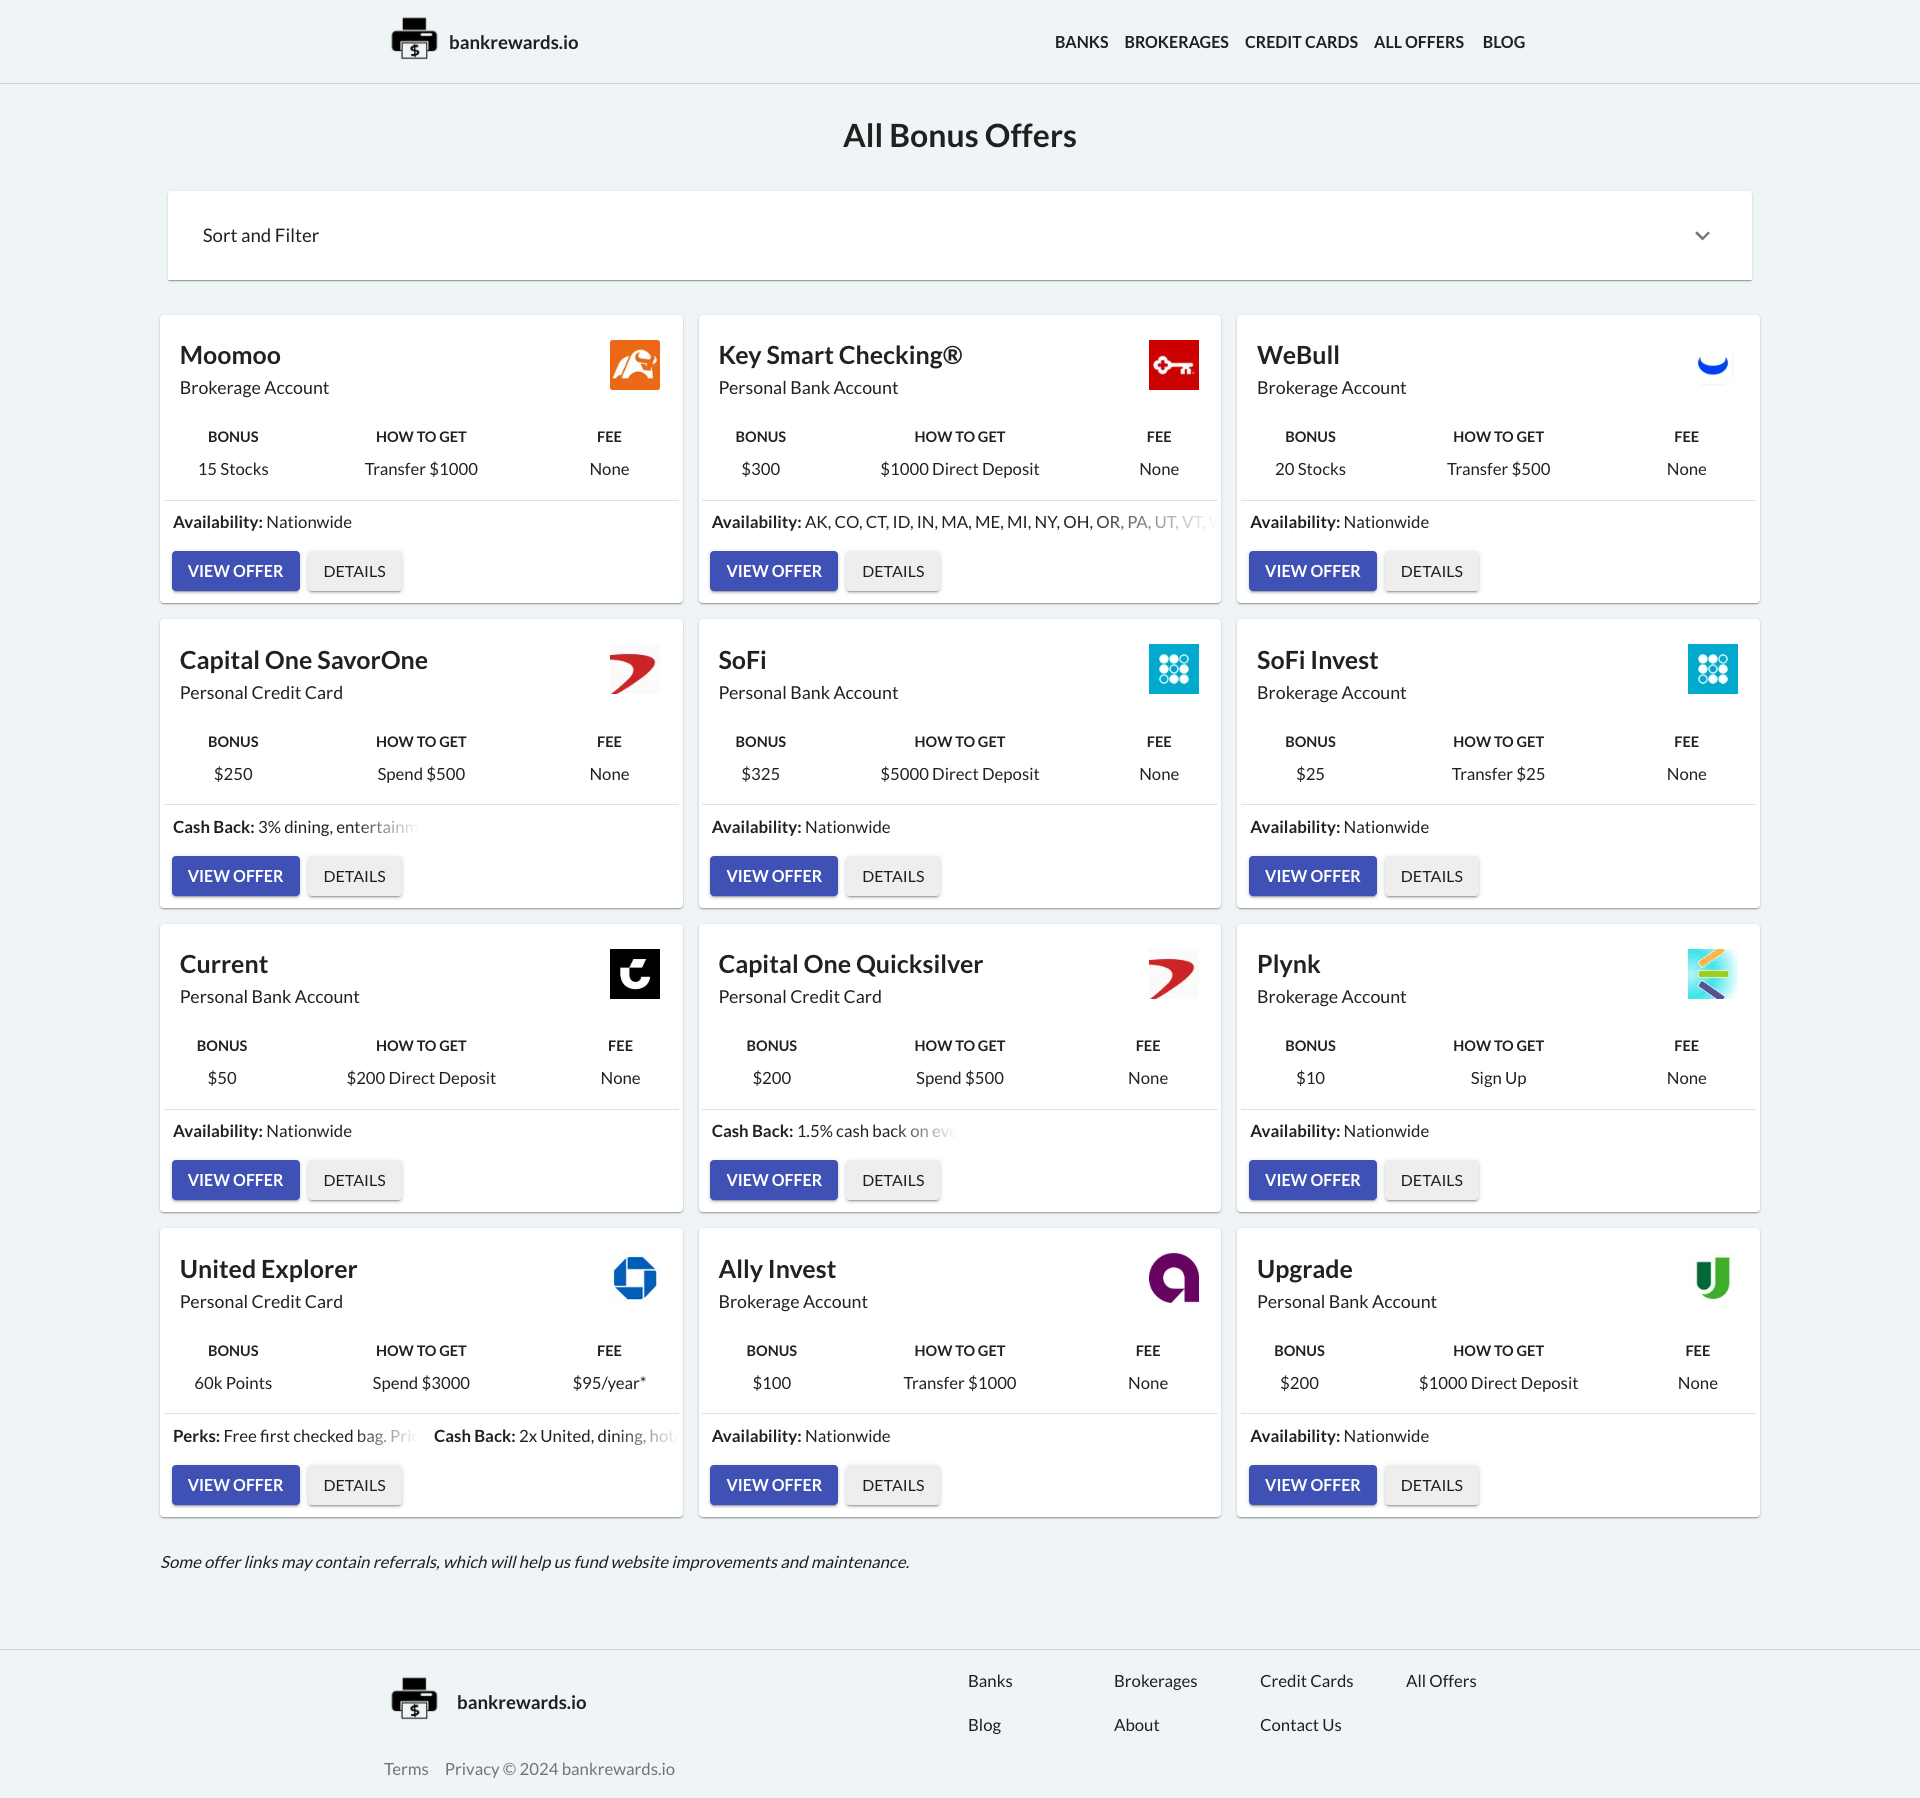 bankrewards.io
BANKS BROKERAGES CREDIT CARDS ALL OFFERS BLOG
All Bonus Offers
Sort and Filter
Moomoo
Brokerage Account
BONUS HOW TO GET FEE
15 Stocks Transfer $1000 None
Availability: Nationwide
VIEW OFFER DETAILS
Key Smart Checking®
Personal Bank Account
BONUS HOW TO GET FEE
$300 $1000 Direct Deposit None
Availability: AK, CO, CT, ID, IN, MA, ME, MI, NY, OH, OR, PA, UT, VT,
VIEW OFFER DETAILS
WeBull
Brokerage Account
BONUS HOW TO GET FEE
20 Stocks Transfer $500 None
Availability: Nationwide
VIEW OFFER DETAILS
Capital One SavorOne
Personal Credit Card
BONUS HOW TO GET FEE
$250 Spend $500 None
Cash Back: 3% dining, entertainm
VIEW OFFER DETAILS
SoFi
Personal Bank Account
BONUS HOW TO GET FEE
$325 $5000 Direct Deposit None
Availability: Nationwide
VIEW OFFER DETAILS
SoFi Invest
Brokerage Account
BONUS HOW TO GET FEE
$25 Transfer $25 None
Availability: Nationwide
VIEW OFFER DETAILS
Current
Personal Bank Account
BONUS HOW TO GET FEE
$50 $200 Direct Deposit None
Availability: Nationwide
VIEW OFFER DETAILS
Capital One Quicksilver
Personal Credit Card
BONUS HOW TO GET FEE
$200 Spend $500 None
Cash Back: 1.5% cash back on eve
VIEW OFFER DETAILS
Plynk
Brokerage Account
BONUS HOW TO GET FEE
$10 Sign Up None
Availability: Nationwide
VIEW OFFER DETAILS
United Explorer
Personal Credit Card
BONUS HOW TO GET FEE
60k Points Spend $3000 $95/year*
Perks: Free first checked bag. Pri Cash Back: 2x United, dining, hot
VIEW OFFER DETAILS
Ally Invest
Brokerage Account
BONUS HOW TO GET FEE
$100 Transfer $1000 None
Availability: Nationwide
VIEW OFFER DETAILS
Upgrade
Personal Bank Account
BONUS HOW TO GET FEE
$200 $1000 Direct Deposit None
Availability: Nationwide
VIEW OFFER DETAILS
Some offer links may contain referrals, which will help us fund website improvements and maintenance.
bankrewards.io
Banks Brokerages Credit Cards All Offers
Blog About Contact Us
Terms Privacy © 2024 bankrewards.io